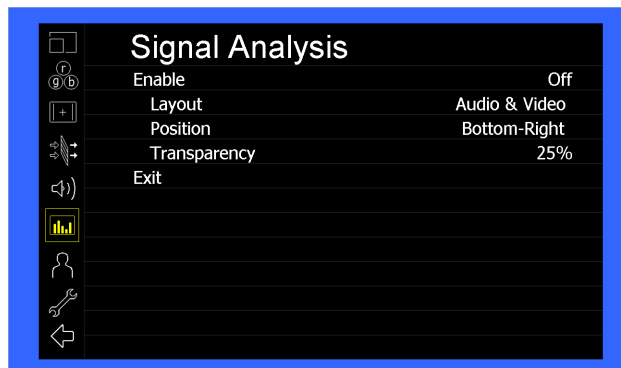 Signal Analysis
r
g b
Enable Off
Layout Audio & Video
Position Bottom-Right
Transparency 25%
Exit